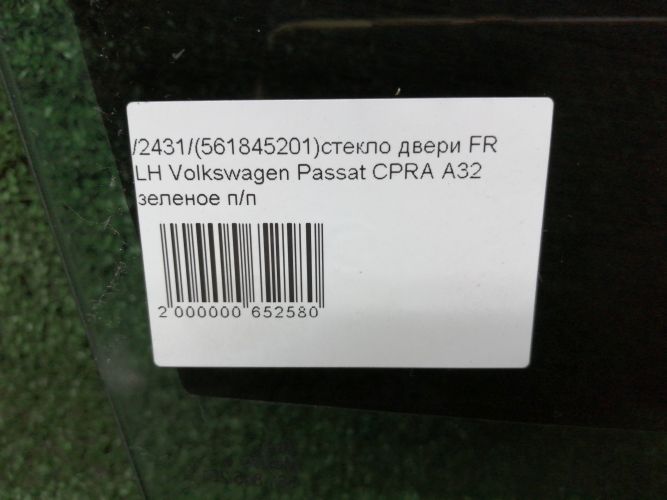 /2431/(561845201)стекло двери FR
LH Volkswagen Passat CPRA A32
зеленое п/п
2 000000 652580